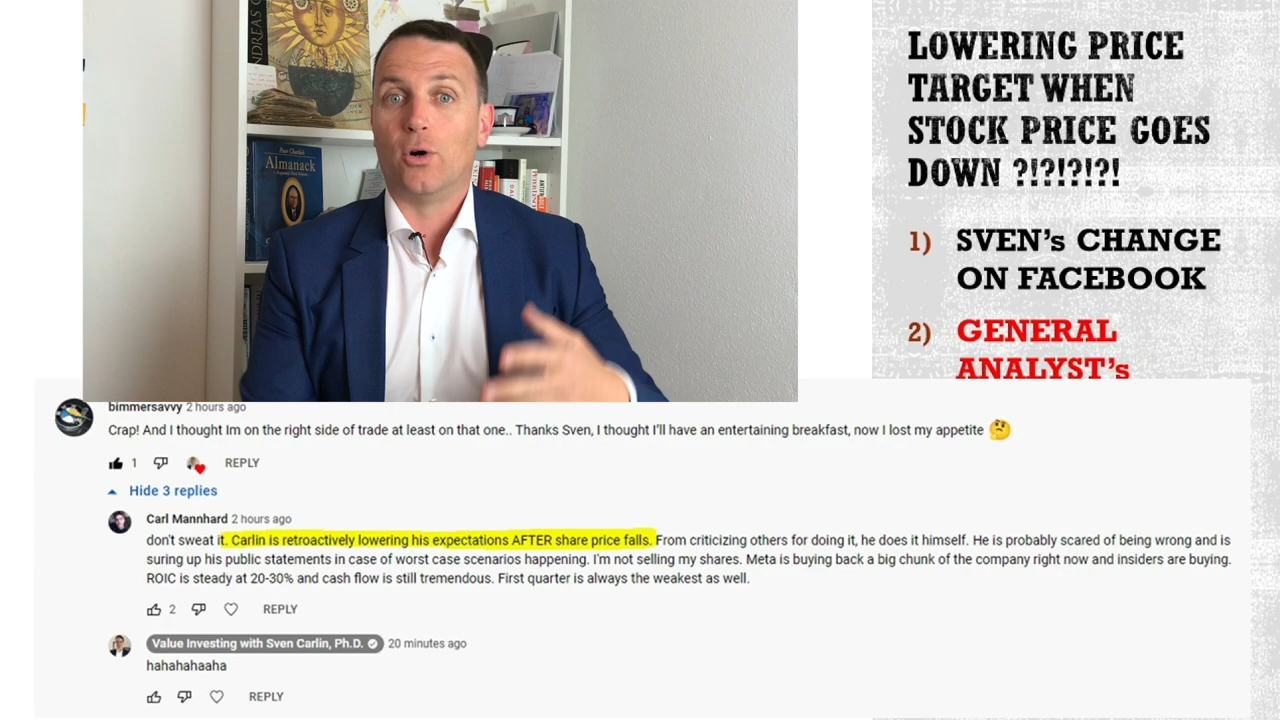 ANDREAS
Poor Charlie's
Almanack
LOWERING PRICE
TARGET WHEN
STOCK PRICE GOES
DOWN ?!?!?!?!
1) SVEN's CHANGE
ON FACEBOOK
2) GENERAL
ANALYST's
bimmersavvy 2 hours ago
Crap! And I thought Im on the right side of trade at least on that one.. Thanks Sven, I thought I'll have an entertaining breakfast, now I lost my appetite 🤔
1 REPLY
Hide 3 replies
Carl Mannhard 2 hours ago
don't sweat it. Carlin is retroactively lowering his expectations AFTER share price falls. From criticizing others for doing it, he does it himself. He is probably scared of being wrong and is
suring up his public statements in case of worst case scenarios happening. I'm not selling my shares. Meta is buying back a big chunk of the company right now and insiders are buying.
ROIC is steady at 20-30% and cash flow is still tremendous. First quarter is always the weakest as well.
2 REPLY
Value Investing with Sven Carlin, Ph.D. 20 minutes ago
hahahahaaha
REPLY